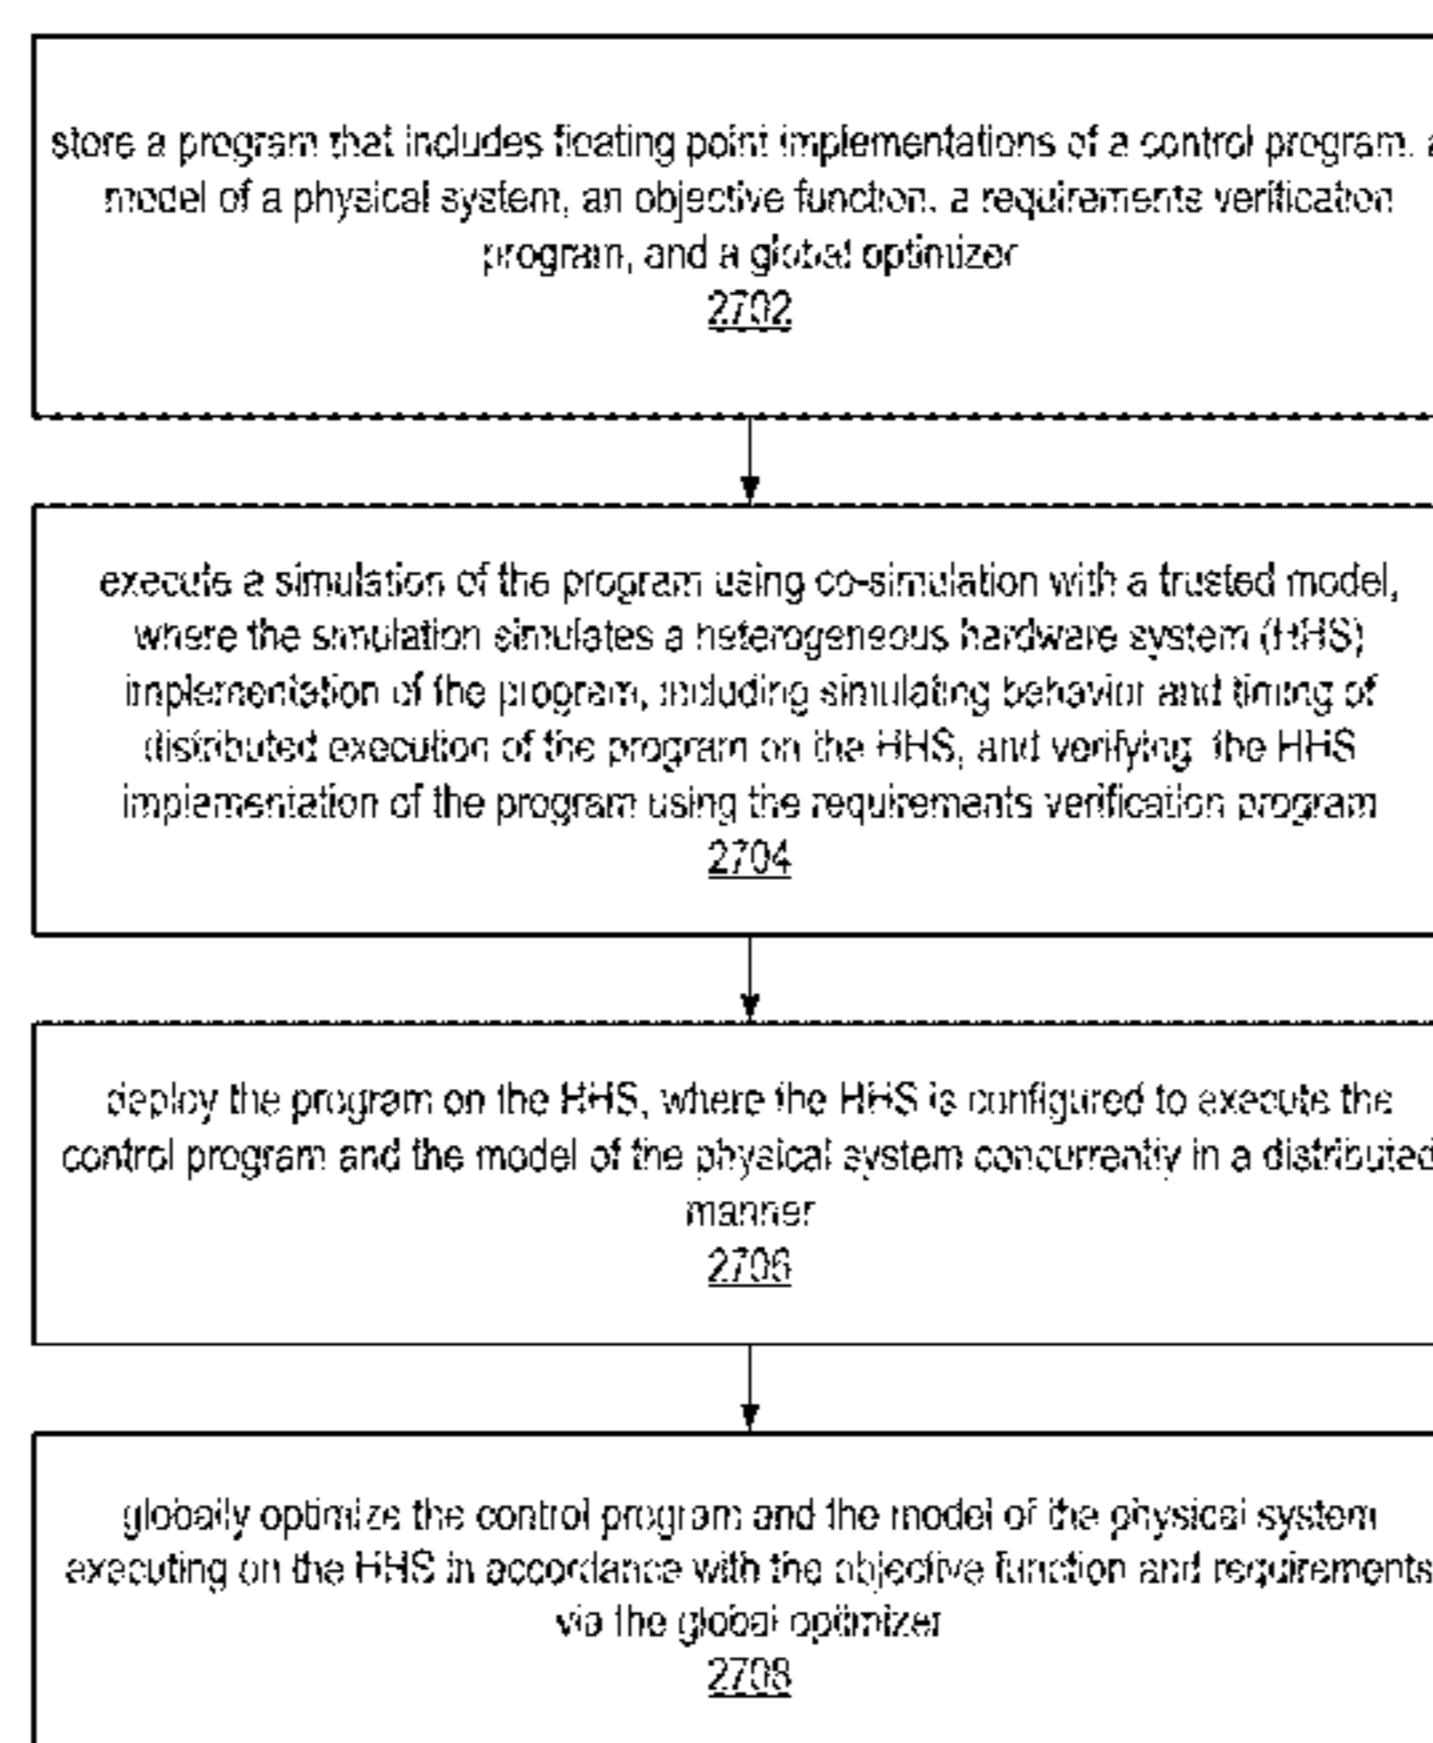 store a program that includes floating point implementations of a control program, a
model of a physical system, an objective function, a requirements verification
program, and a global optimizer
2702
execute a simulation of the program using co-simulation with a trusted model,
where the simulation simulates a heterogeneous hardware system (HHS)
implementation of the program, including simulating behavior and timing of
distributed execution of the program on the HHS, and verifying the HHS
implementation of the program using the requirements verification program
2704
deploy the program on the HHS, where the HHS is configured to execute the
control program and the model of the physical system concurrently in a distributed
manner
2706
globally optimize the control program and the model of the physical system
executing on the HHS in accordance with the objective function and requirements
via the global optimizer
2708